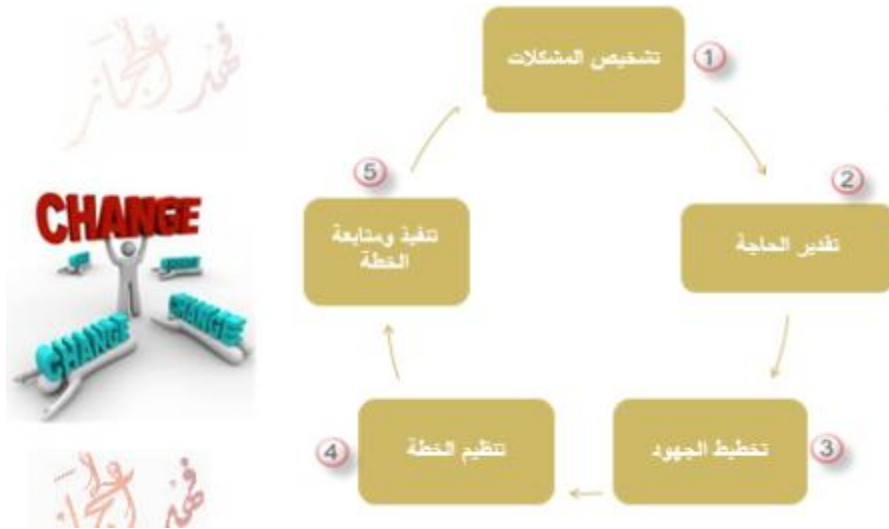 1
تشخيص المشكلات
2
تقدير الحاجة
3
تخطيط الجهود
4
تنظيم الخطة
5
تنفيذ ومتابعة
الخطة
CHANGE
CHANGE
CHANGE